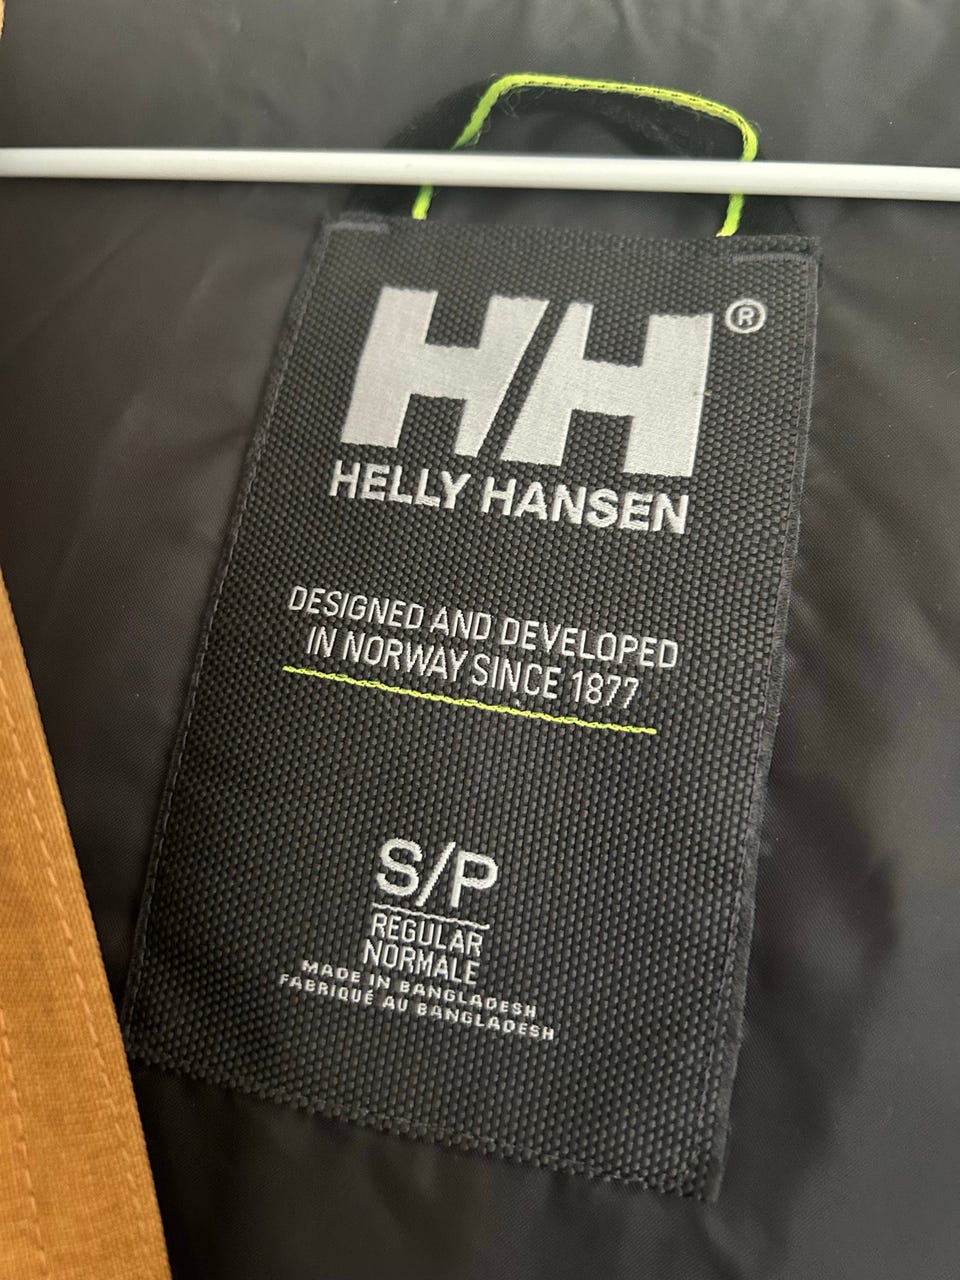 HH®
HELLY HANSEN
DESIGNED AND DEVELOPED
IN NORWAY SINCE 1877
S/P
REGULAR
NORMALE
MADE IN BANGLADESH
FABRIQUÉ AU BANGLADESH